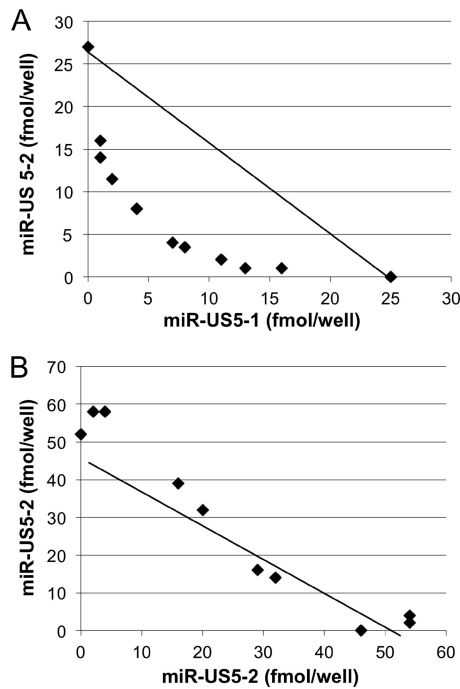 A
miR-US 5-2 (fmol/well)
30
25
20
15
10
5
0
0 5 10 15 20 25 30
miR-US5-1 (fmol/well)
B
miR-US5-2 (fmol/well)
70
60
50
40
30
20
10
0
0 10 20 30 40 50 60
miR-US5-2 (fmol/well)